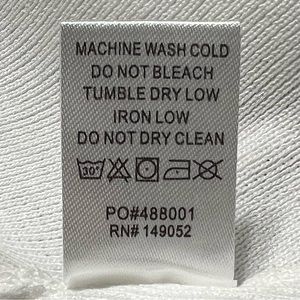 MACHINE WASH COLD
DO NOT BLEACH
TUMBLE DRY LOW
IRON LOW
DO NOT DRY CLEAN
30°
PO#488001
RN# 149052